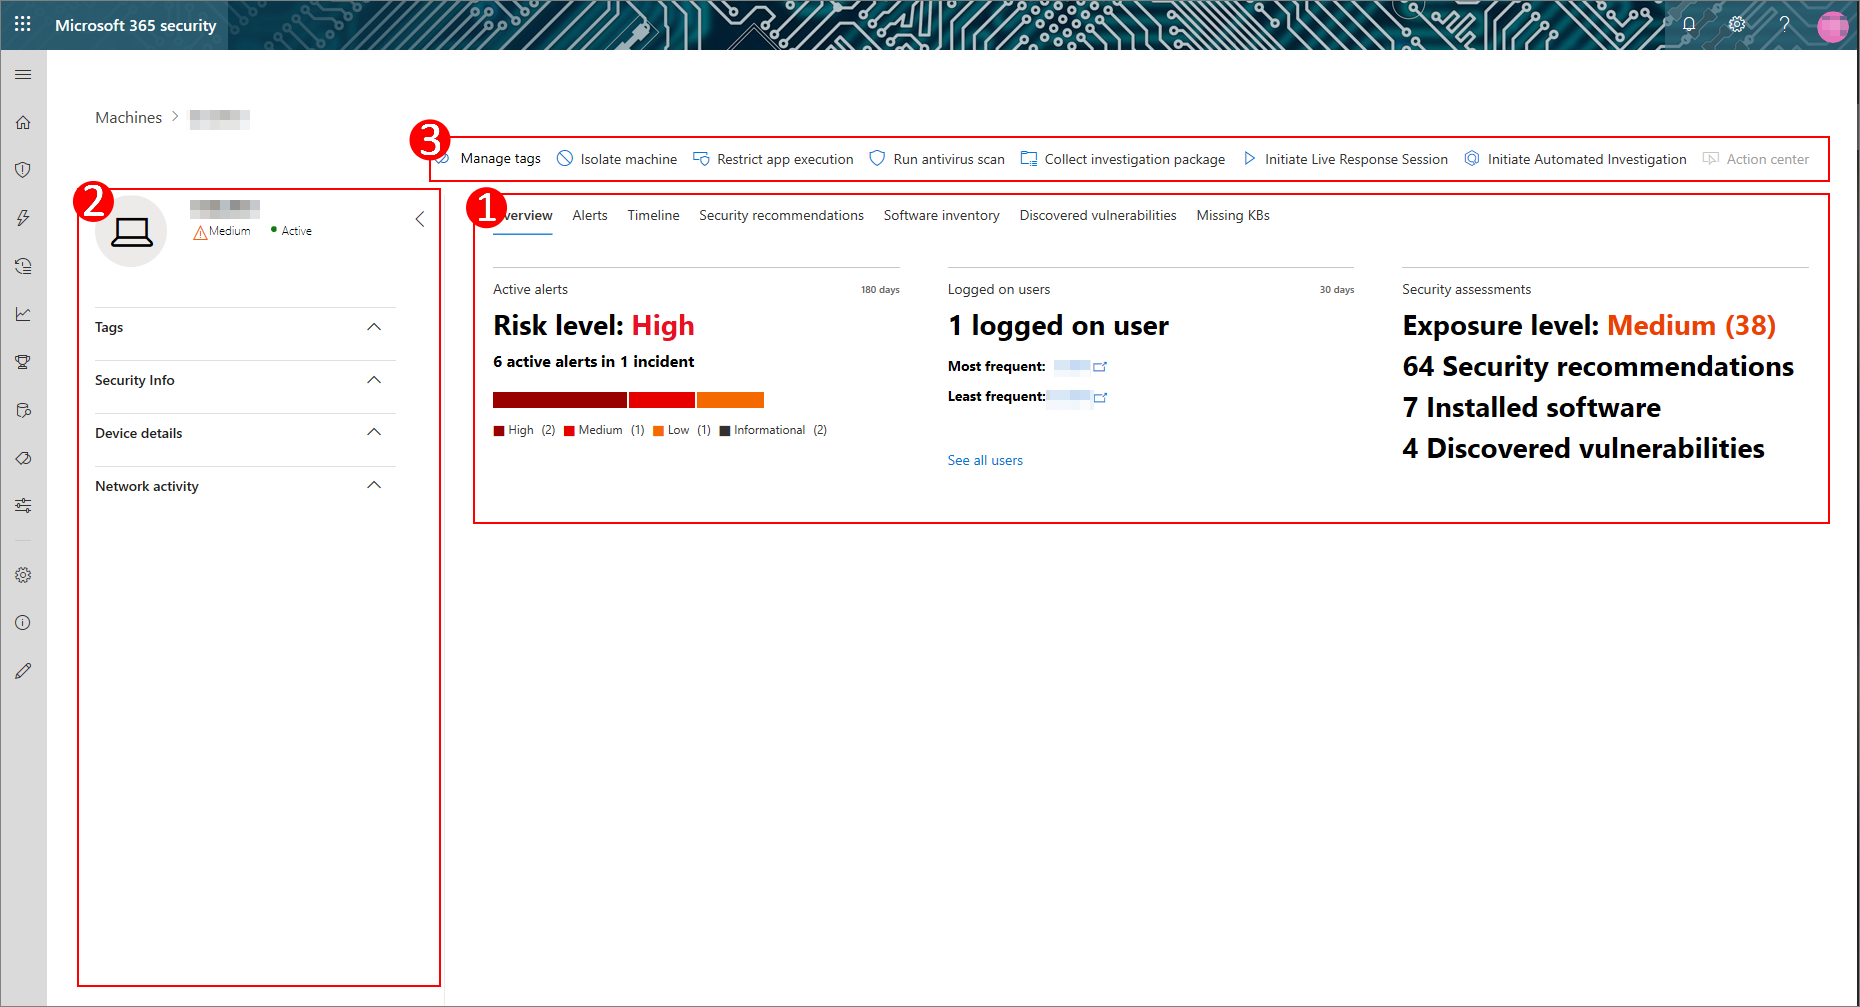 Microsoft 365 security
?
Machines >
3
Manage tags Isolate machine Restrict app execution Run antivirus scan Collect investigation package Initiate Live Response Session Initiate Automated Investigation Action center
2
Medium Active
Tags
Security Info
Device details
Network activity
1
verview Alerts Timeline Security recommendations Software inventory Discovered vulnerabilities Missing KBs
Active alerts 180 days
Risk level: High
6 active alerts in 1 incident
High (2) Medium (1) Low (1) Informational (2)
Logged on users 30 days
1 logged on user
Most frequent:
Least frequent:
See all users
Security assessments
Exposure level: Medium (38)
64 Security recommendations
7 Installed software
4 Discovered vulnerabilities